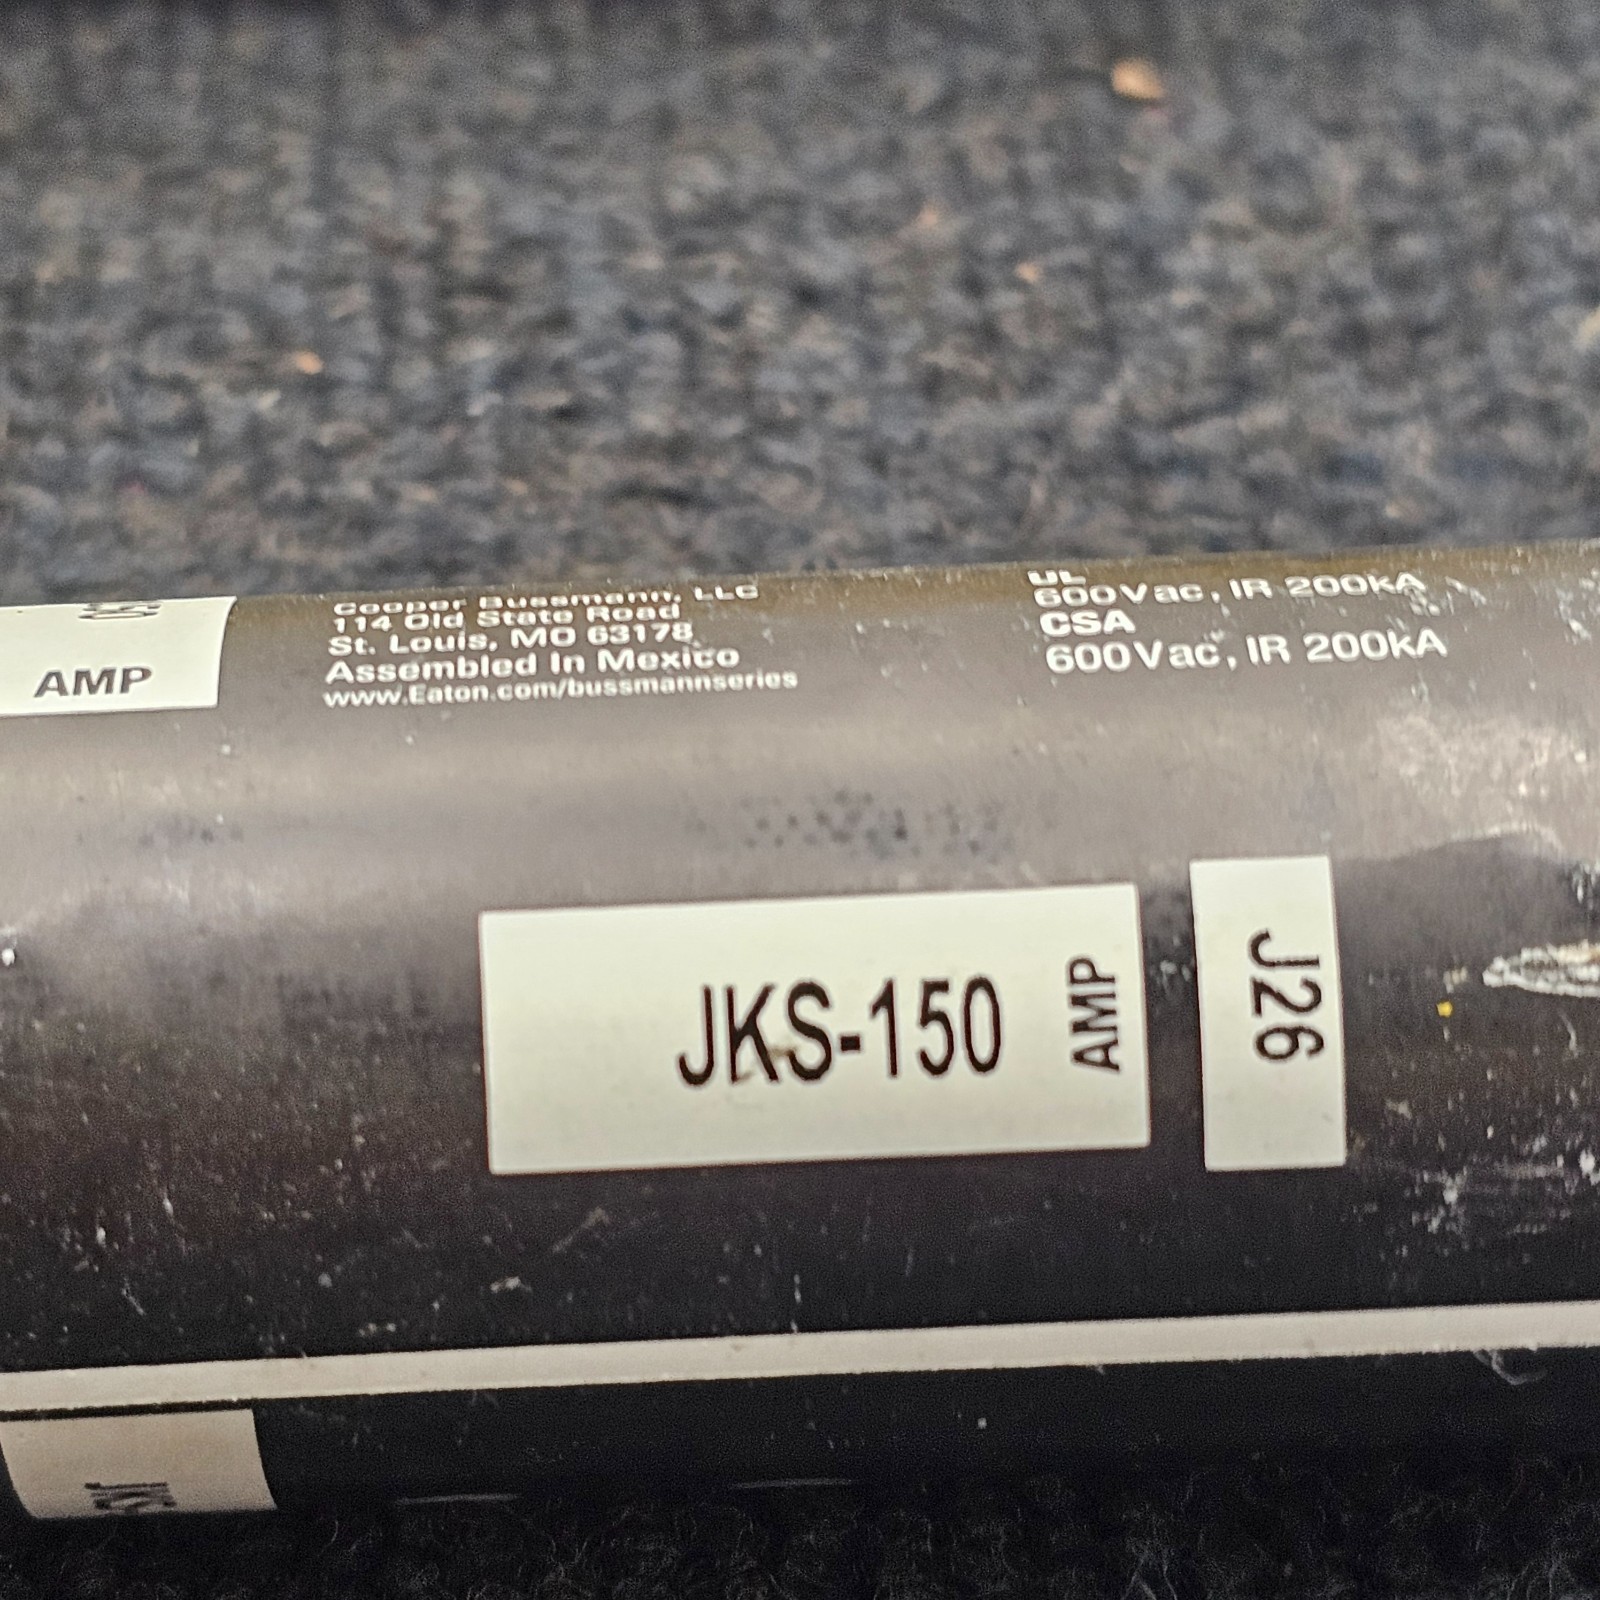 150
AMP
Cooper Bussmann, LLC
114 Old State Road
St. Louis, MO 63178
Assembled In Mexico
www.Eaton.com/bussmannseries
UL
600Vac, IR 200kA
CSA
600Vac, IR 200kA
JKS-150
AMP
J26